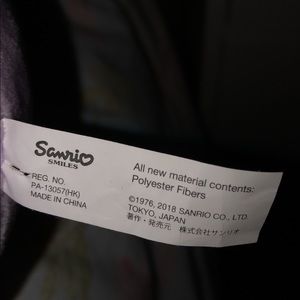 Sanrio
SMILES
REG. NO.
PA-13057(HK)
MADE IN CHINA
All new material contents:
Polyester Fibers
©1976, 2018 SANRIO CO., LTD.
TOKYO, JAPAN
著作・発売元 株式会社サンリオ